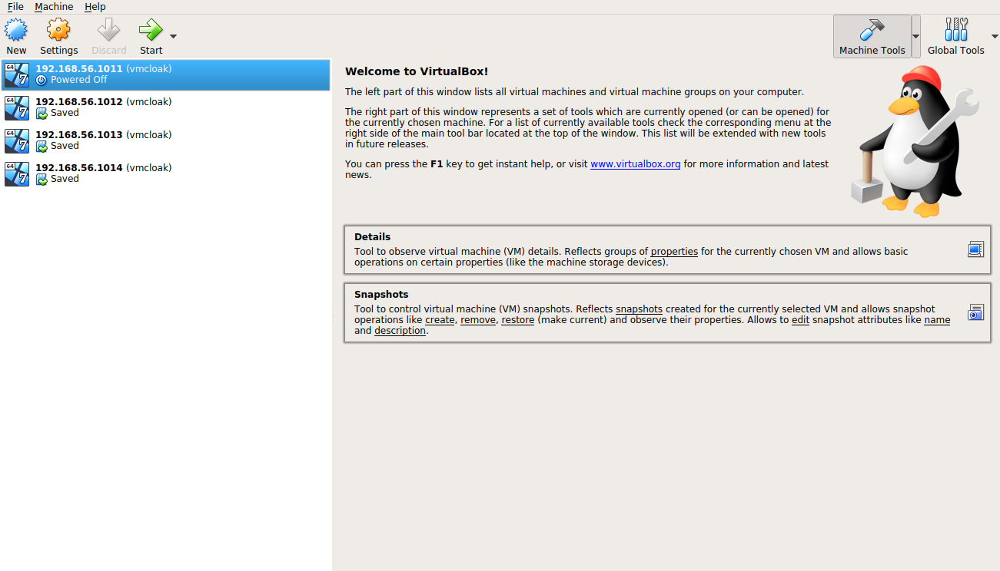 File Machine Help
New Settings Discard Start Machine Tools Global Tools
64 7 192.168.56.1011 (vmcloak)
Powered Off
64 7 192.168.56.1012 (vmcloak)
Saved
64 7 192.168.56.1013 (vmcloak)
Saved
64 7 192.168.56.1014 (vmcloak)
Saved
Welcome to VirtualBox!
The left part of this window lists all virtual machines and virtual machine groups on your computer.
The right part of this window represents a set of tools which are currently opened (or can be opened) for
the currently chosen machine. For a list of currently available tools check the corresponding menu at the
right side of the main tool bar located at the top of the window. This list will be extended with new tools
in future releases.
You can press the F1 key to get instant help, or visit www.virtualbox.org for more information and latest
news.
Details
Tool to observe virtual machine (VM) details. Reflects groups of properties for the currently chosen VM and allows basic
operations on certain properties (like the machine storage devices).
Snapshots
Tool to control virtual machine (VM) snapshots. Reflects snapshots created for the currently selected VM and allows snapshot
operations like create, remove, restore (make current) and observe their properties. Allows to edit snapshot attributes like name
and description.